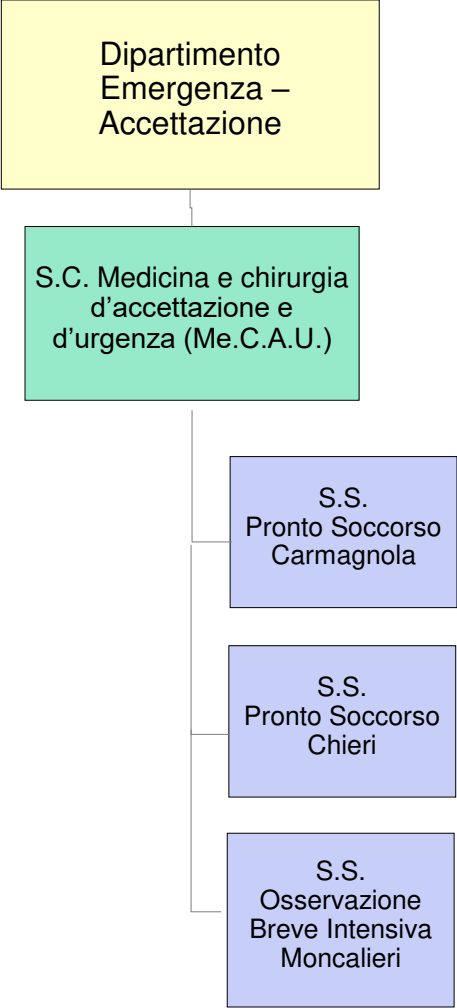 Dipartimento
Emergenza –
Accettazione
S.C. Medicina e chirurgia
d'accettazione e
d'urgenza (Me.C.A.U.)
S.S.
Pronto Soccorso
Carmagnola
S.S.
Pronto Soccorso
Chieri
S.S.
Osservazione
Breve Intensiva
Moncalieri